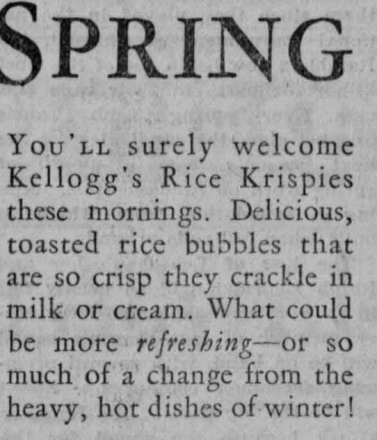 SPRING
YOU'LL surely welcome
Kellogg's Rice Krispies
these mornings. Delicious,
toasted rice bubbles that
are so crisp they crackle in
milk or cream. What could
be more refreshing—or so
much of a change from the
heavy, hot dishes of winter!